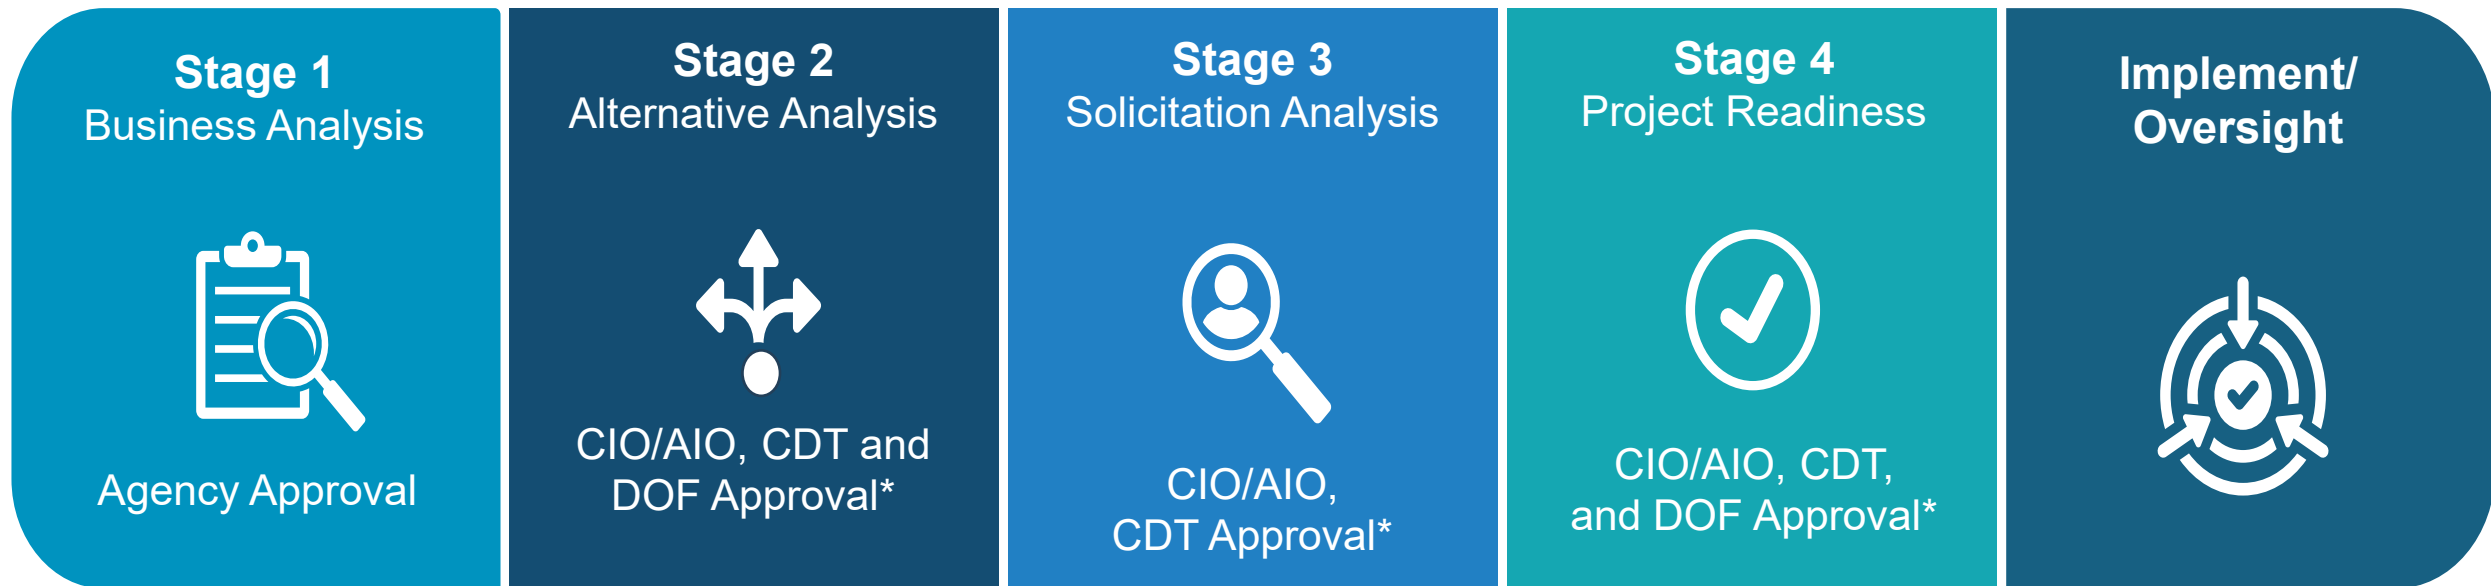 Stage 1
Business Analysis
Agency Approval
Stage 2
Alternative Analysis
CIO/AIO, CDT and
DOF Approval*
Stage 3
Solicitation Analysis
CIO/AIO,
CDT Approval*
Stage 4
Project Readiness
CIO/AIO, CDT,
and DOF Approval*
Implement/
Oversight